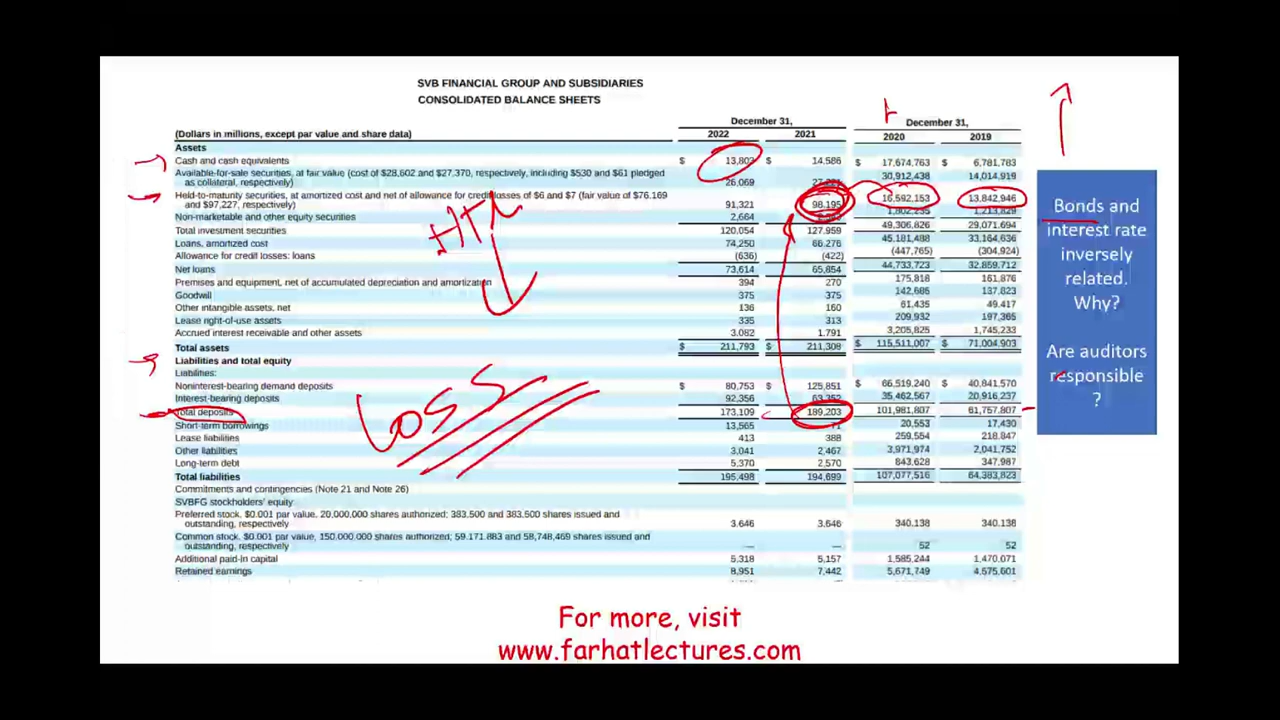 SVB FINANCIAL GROUP AND SUBSIDIARIES
CONSOLIDATED BALANCE SHEETS
December 31, December 31,
(Dollars in millions, except par value and share data) 2022 2021 2020 2019
Assets
Cash and cash equivalents $ 13,803 $ 14,586 $ 17,674,763 $ 6,781,783
Available-for-sale securities, at fair value (cost of $28,602 and $27,370, respectively, including $530 and $61 pledged
as collateral, respectively) 26,069 30,912,438 14,014,919
Held-to-maturity securities, at amortized cost and net of allowance for credit losses of $6 and $7 (fair value of $76,169
and $97,227, respectively) 91,321 98,195 16,592,153 13,842,946
Non-marketable and other equity securities 2,664 1,802,235 1,213,829
Total investment securities 120,054 127,959 49,306,826 29,071,694
Loans, amortized cost 74,250 66,276 45,181,488 33,164,636
Allowance for credit losses: loans (636) (422) (447,765) (304,924)
Net loans 73,614 65,854 44,733,723 32,859,712
Premises and equipment, net of accumulated depreciation and amortization 394 270 175,818 161,876
Goodwill 375 375 142,685 137,823
Other intangible assets, net 136 160 61,435 49,417
Lease right-of-use assets 335 313 209,932 197,365
Accrued interest receivable and other assets 3,082 1,791 3,205,825 1,745,233
Total assets $ 211,793 $ 211,308 $ 115,511,007 $ 71,004,903
Liabilities and total equity
Liabilities:
Noninterest-bearing demand deposits $ 80,753 $ 125,851 $ 66,519,240 $ 40,841,570
Interest-bearing deposits 92,356 63,352 35,462,567 20,916,237
Total deposits 173,109 189,203 101,981,807 61,757,807
Short-term borrowings 13,565 71 20,553 17,430
Lease liabilities 413 388 259,554 218,847
Other liabilities 3,041 2,467 3,971,974 2,041,752
Long-term debt 5,370 2,570 843,628 347,987
Total liabilities 195,498 194,699 107,077,516 64,383,823
Commitments and contingencies (Note 21 and Note 26)
SVBFG stockholders' equity:
Preferred stock, $0.001 par value, 20,000,000 shares authorized; 383,500 and 383,500 shares issued and
outstanding, respectively 3,646 3,646 340,138 340,138
Common stock, $0.001 par value, 150,000,000 shares authorized; 59,171,883 and 58,748,469 shares issued and
outstanding, respectively — — 52 52
Additional paid-in capital 5,318 5,157 1,585,244 1,470,071
Retained earnings 8,951 7,442 5,671,749 4,575,601
HTM
Loss
Bonds and
interest rate
inversely
related.
Why?
Are auditors
responsible
?
For more, visit
www.farhatlectures.com